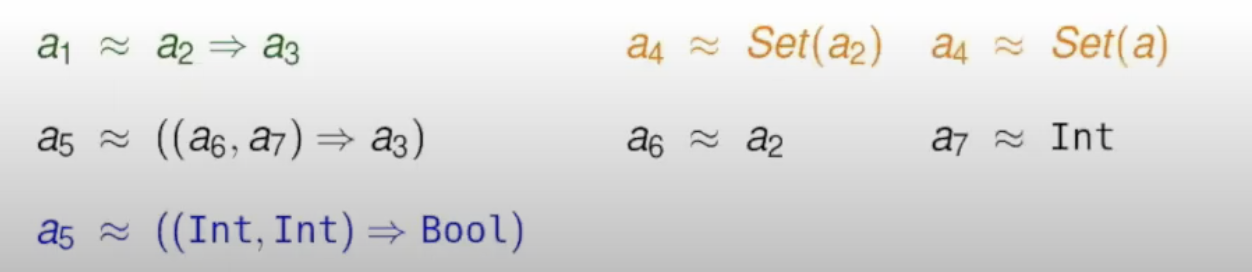 a₁ ≈ a₂ ⇒ a₃ a₄ ≈ Set(a₂) a₄ ≈ Set(a)
a₅ ≈ ((a₆, a₇) ⇒ a₃) a₆ ≈ a₂ a₇ ≈ Int
a₅ ≈ ((Int, Int) ⇒ Bool)